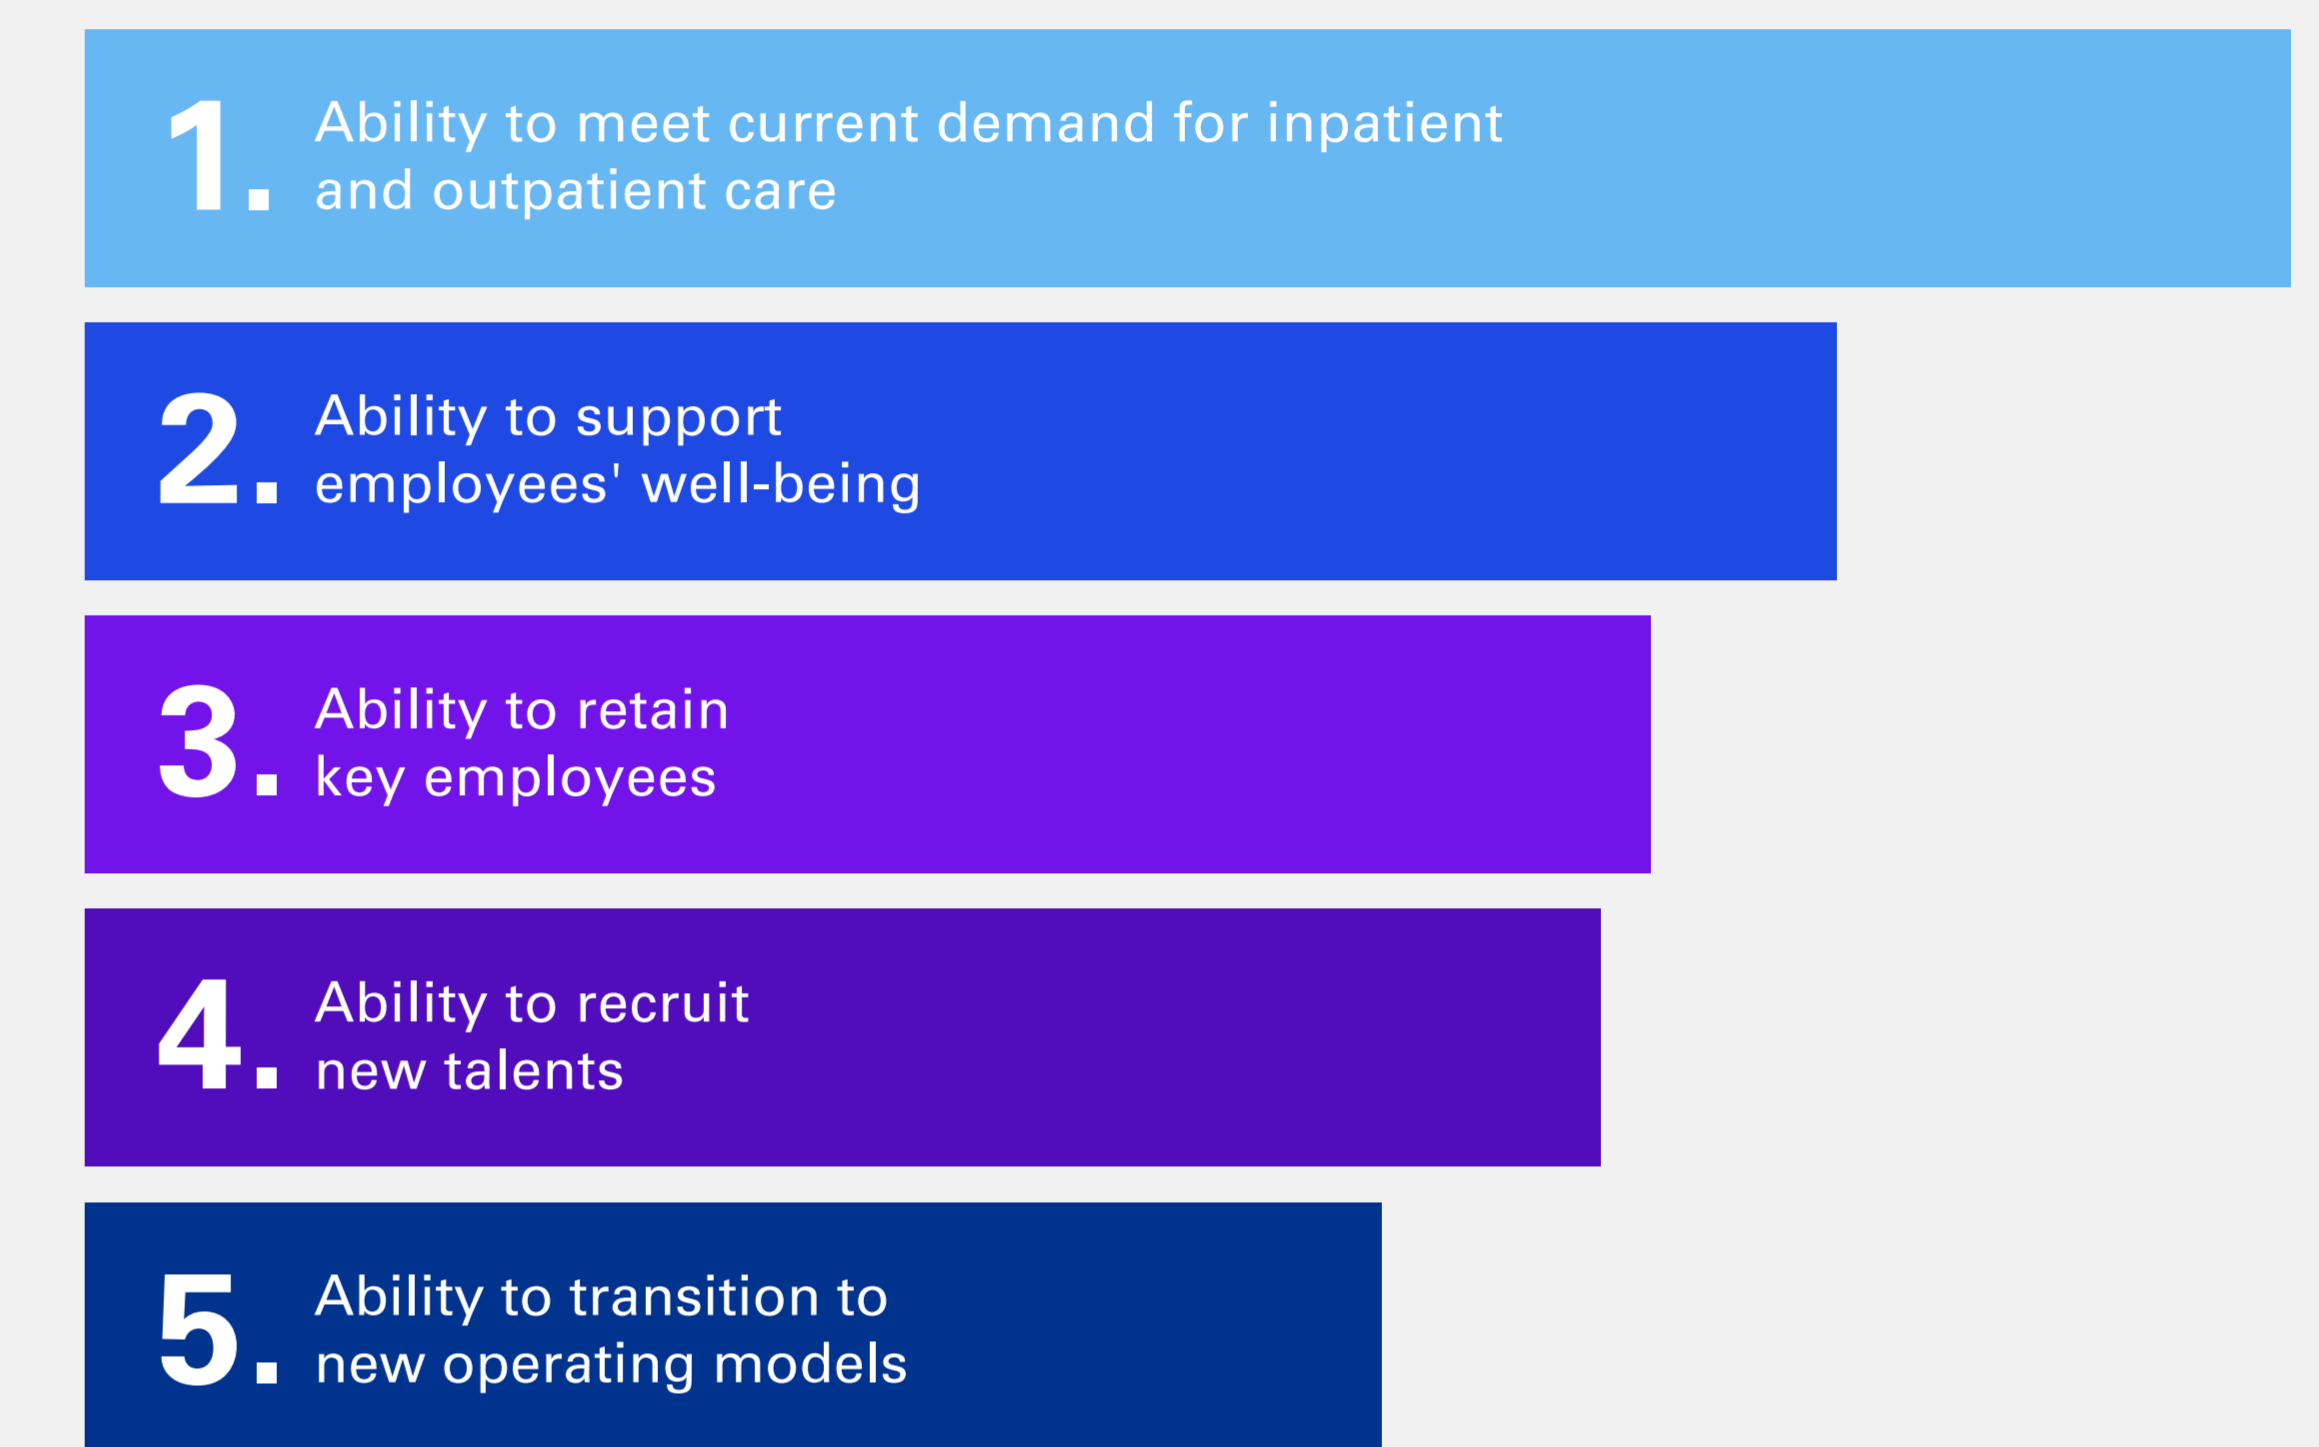 1. Ability to meet current demand for inpatient
and outpatient care
2. Ability to support
employees' well-being
3. Ability to retain
key employees
4. Ability to recruit
new talents
5. Ability to transition to
new operating models